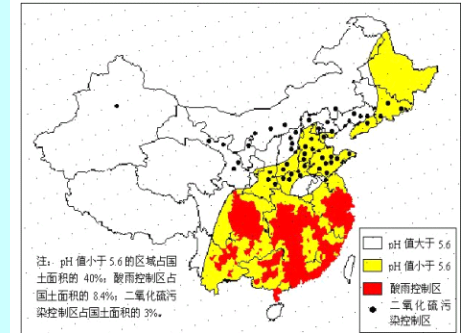 注: pH 值小于 5.6 的区域占国
土面积的 40%; 酸雨控制区占
国土面积的 8.4%; 二氧化硫污
染控制区占国土面积的 3%。
pH 值大于 5.6
pH 值小于 5.6
酸雨控制区
二氧化硫污
染控制区